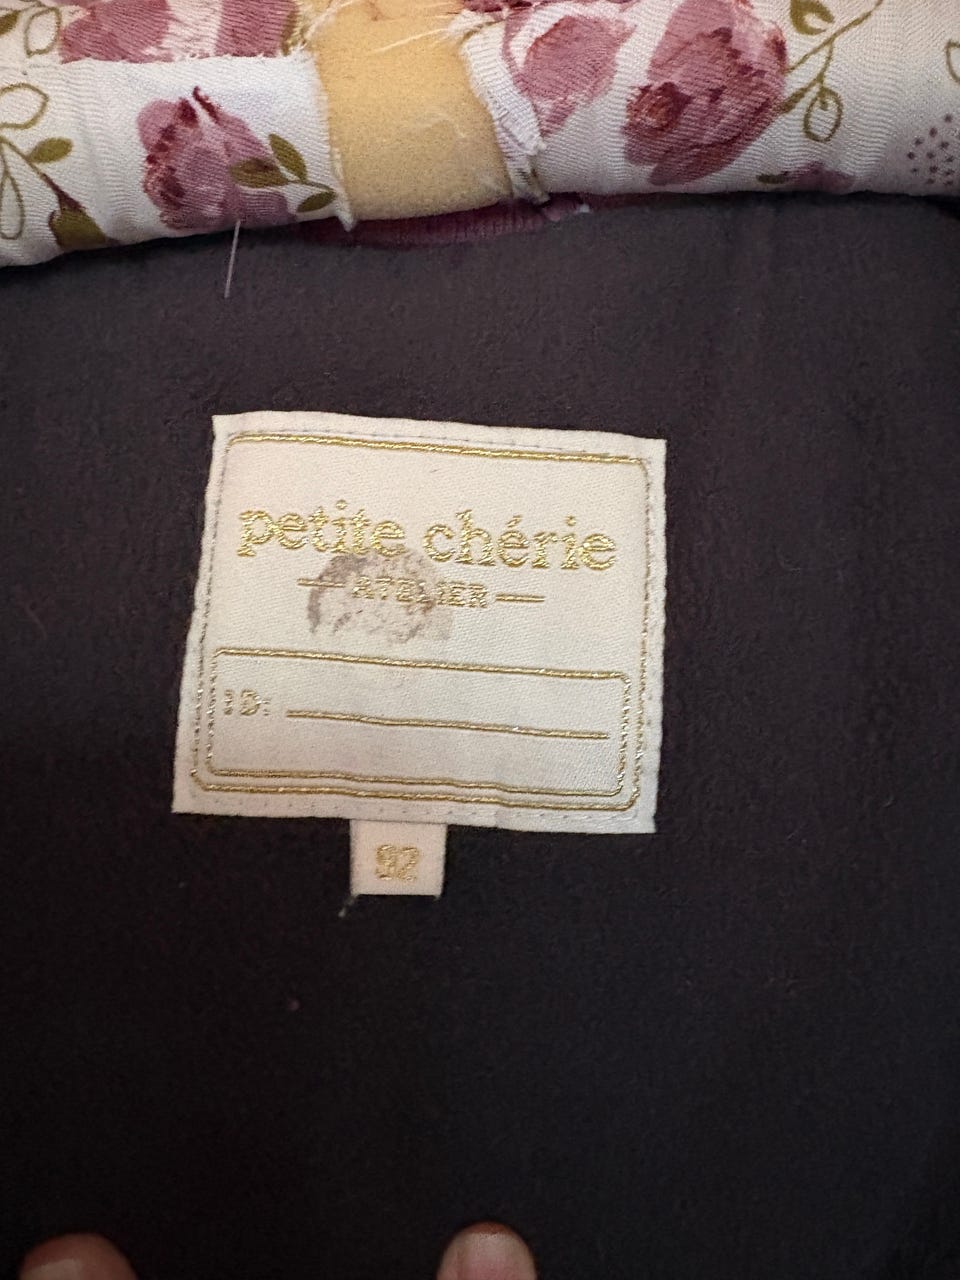 petite chérie
ATELIER
ID:
92